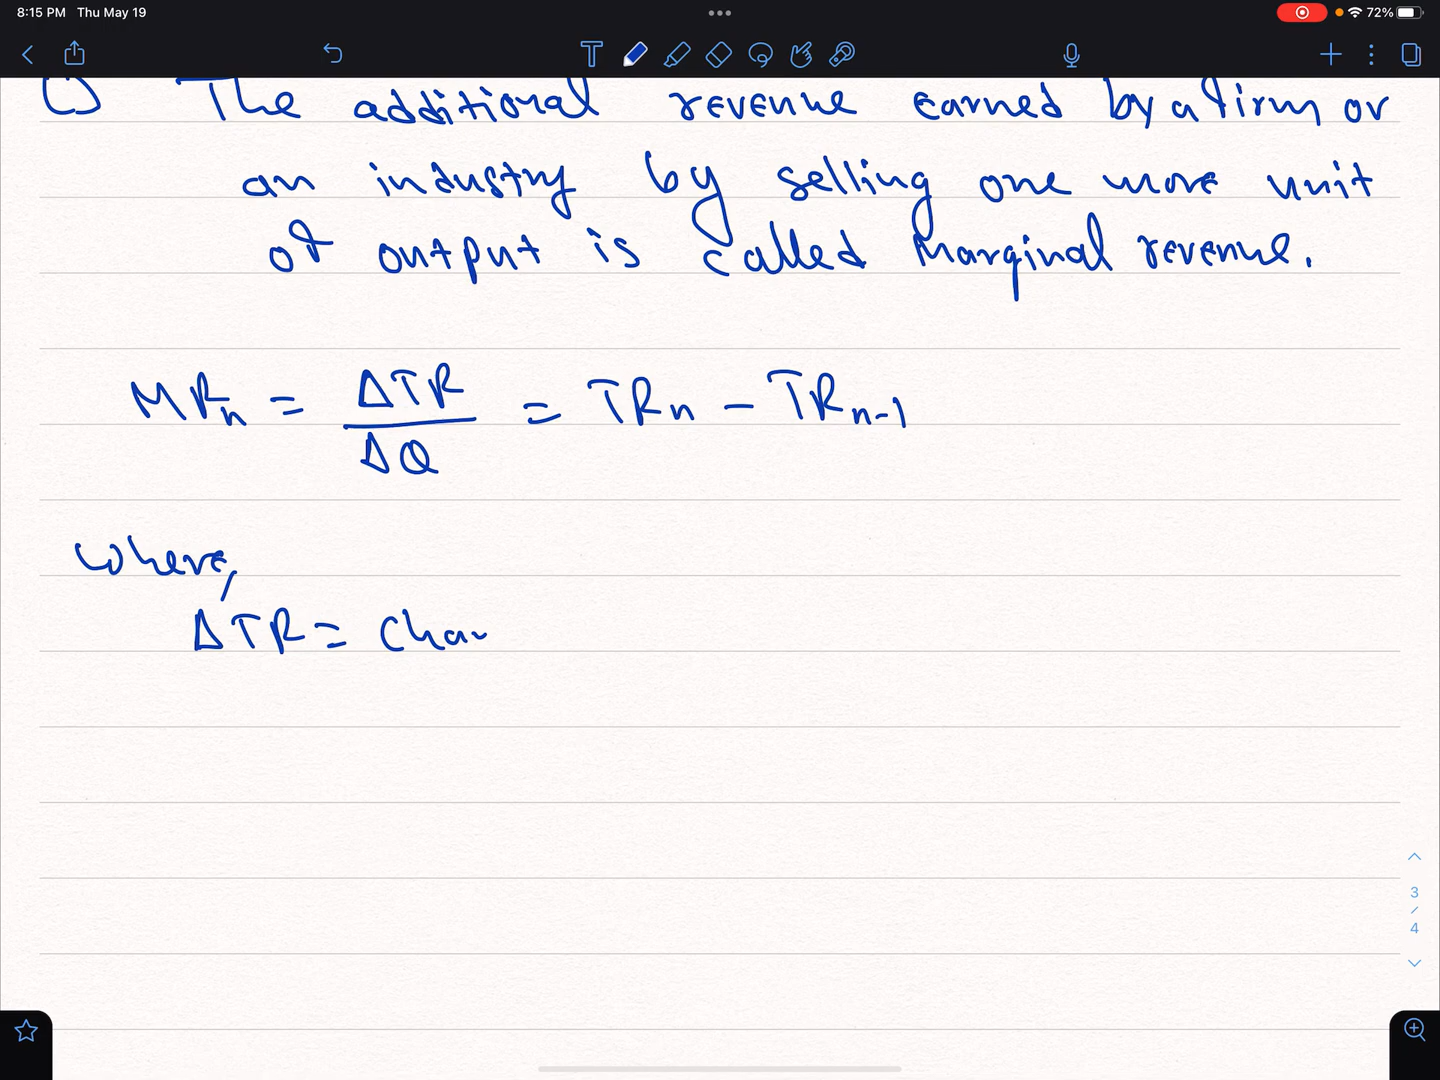 8:15 PM Thu May 19
72%
The additional revenue earned by a firm or
an industry by selling one more unit
of output is called Marginal revenue.
MRn = ΔTR / ΔQ = TRn - TRn-1
where,
ΔTR = Chan
3
/
4